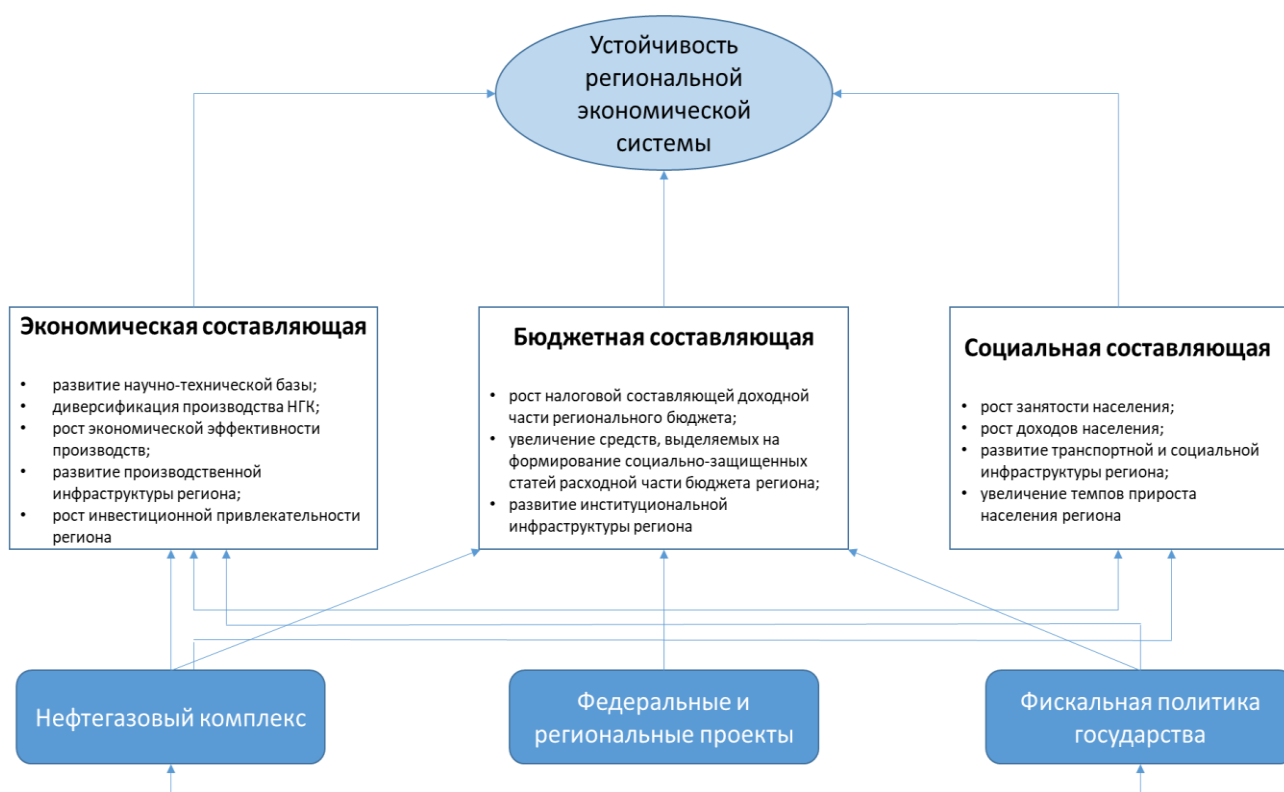 Устойчивость
региональной
экономической
системы
Экономическая составляющая
• развитие научно-технической базы;
• диверсификация производства НГК;
• рост экономической эффективности
производств;
• развитие производственной
инфраструктуры региона;
• рост инвестиционной привлекательности
региона
Бюджетная составляющая
• рост налоговой составляющей доходной
части регионального бюджета;
• увеличение средств, выделяемых на
формирование социально-защищенных
статей расходной части бюджета региона;
• развитие институциональной
инфраструктуры региона
Социальная составляющая
• рост занятости населения;
• рост доходов населения;
• развитие транспортной и социальной
инфраструктуры региона;
• увеличение темпов прироста
населения региона
Нефтегазовый комплекс
Федеральные и
региональные проекты
Фискальная политика
государства